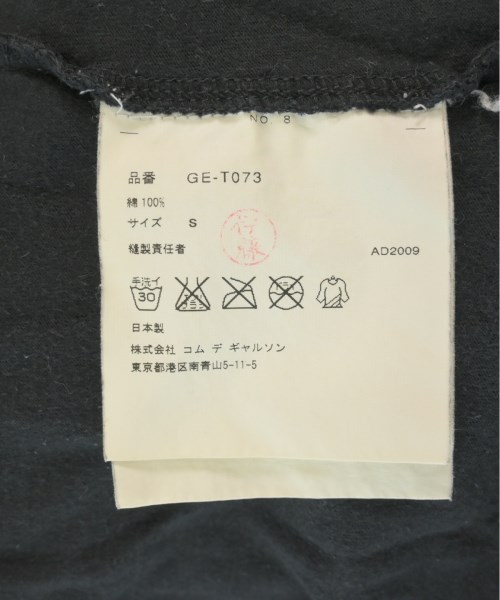 No. 8
品番 GE-T073
綿 100%
サイズ S
縫製責任者
AD2009
手洗イ
30
日本製
株式会社 コム デ ギャルソン
東京都港区南青山5-11-5